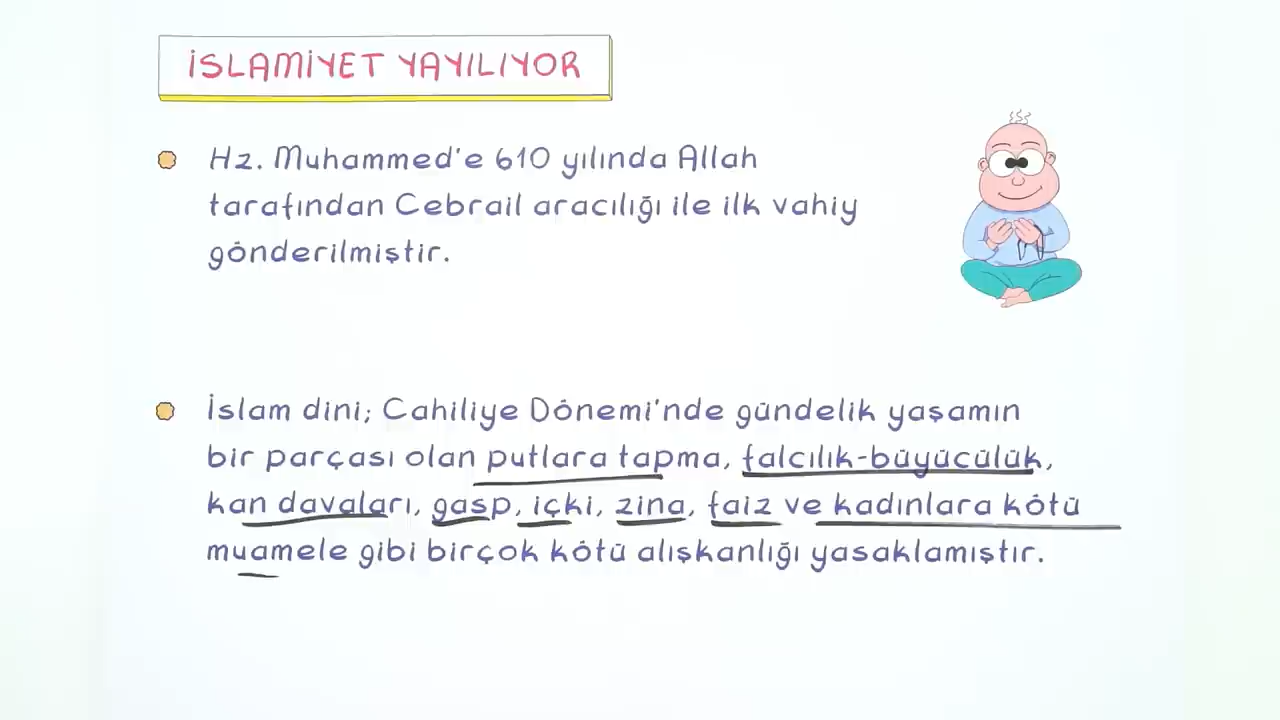 İSLAMİYET YAYILIYOR
Hz. Muhammed'e 610 yılında Allah
tarafından Cebrail aracılığı ile ilk vahiy
gönderilmiştir.
İslam dini; Cahiliye Dönemi'nde gündelik yaşamın
bir parçası olan putlara tapma, falcılık-büyücülük,
kan davaları, gasp, içki, zina, faiz ve kadınlara kötü
muamele gibi birçok kötü alışkanlığı yasaklamıştır.